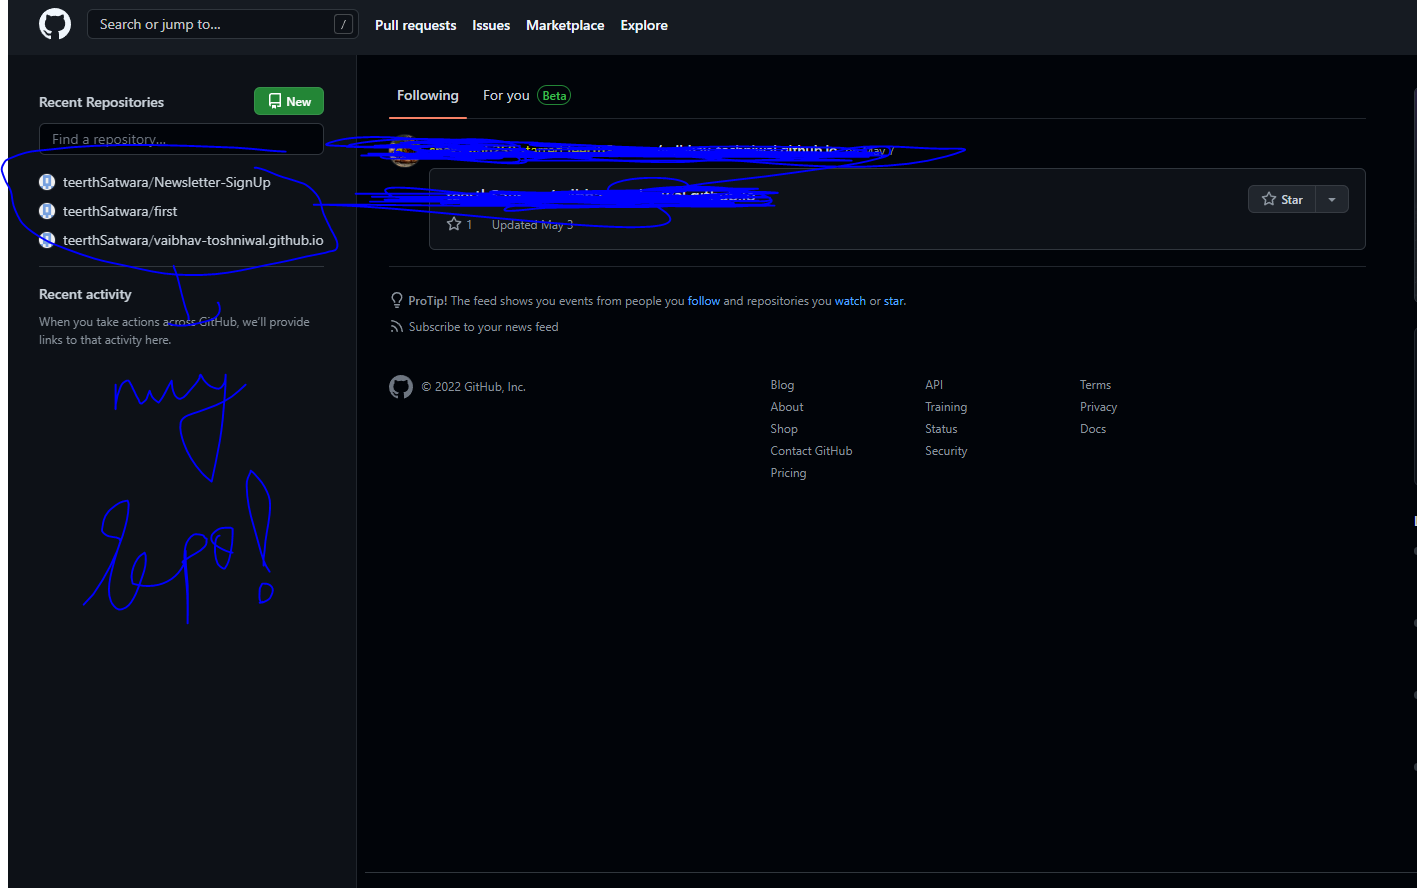 Search or jump to... /
Pull requests Issues Marketplace Explore
Recent Repositories New
Find a repository...
teerthSatwara/Newsletter-SignUp
teerthSatwara/first
teerthSatwara/vaibhav-toshniwal.github.io
Recent activity
When you take actions across GitHub, we'll provide
links to that activity here.
my
Repo!
Following For you Beta
starred
May 7
Star
1 Updated May 3
ProTip! The feed shows you events from people you follow and repositories you watch or star.
Subscribe to your news feed
© 2022 GitHub, Inc.
Blog
About
Shop
Contact GitHub
Pricing
API
Training
Status
Security
Terms
Privacy
Docs